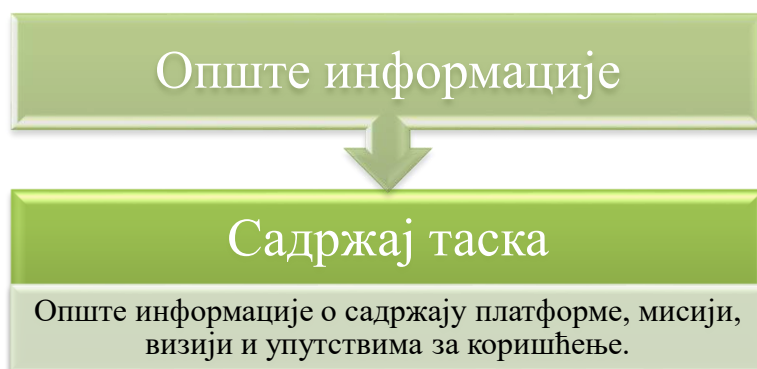 Опште информације
Садржај таска
Опште информације о садржају платформе, мисији,
визији и упутствима за коришћење.